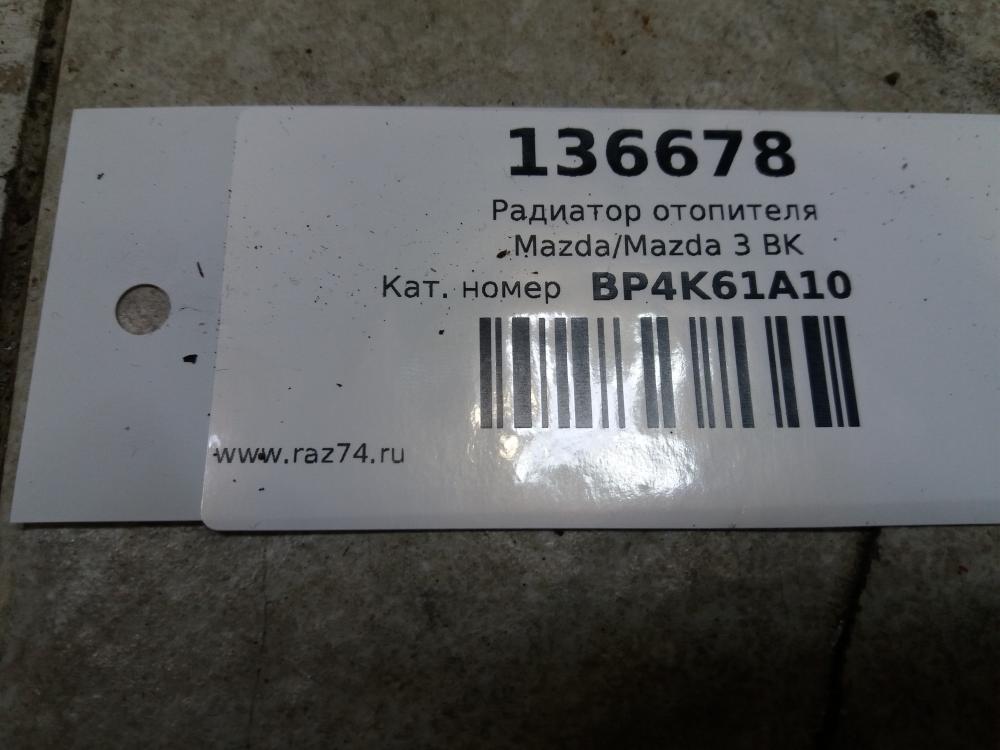 136678
Радиатор отопителя
Mazda/Mazda 3 BK
Кат. номер BP4K61A10
www.raz74.ru